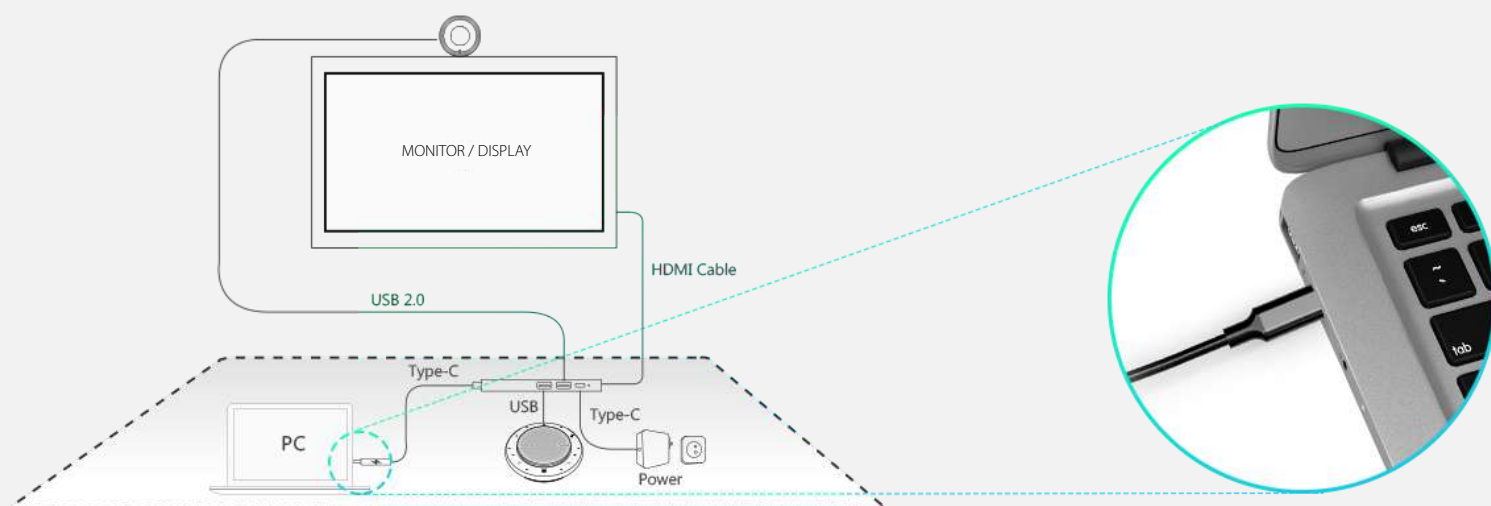 MONITOR / DISPLAY
HDMI Cable
USB 2.0
Type-C
USB
Type-C
PC
Power
esc
~
tab